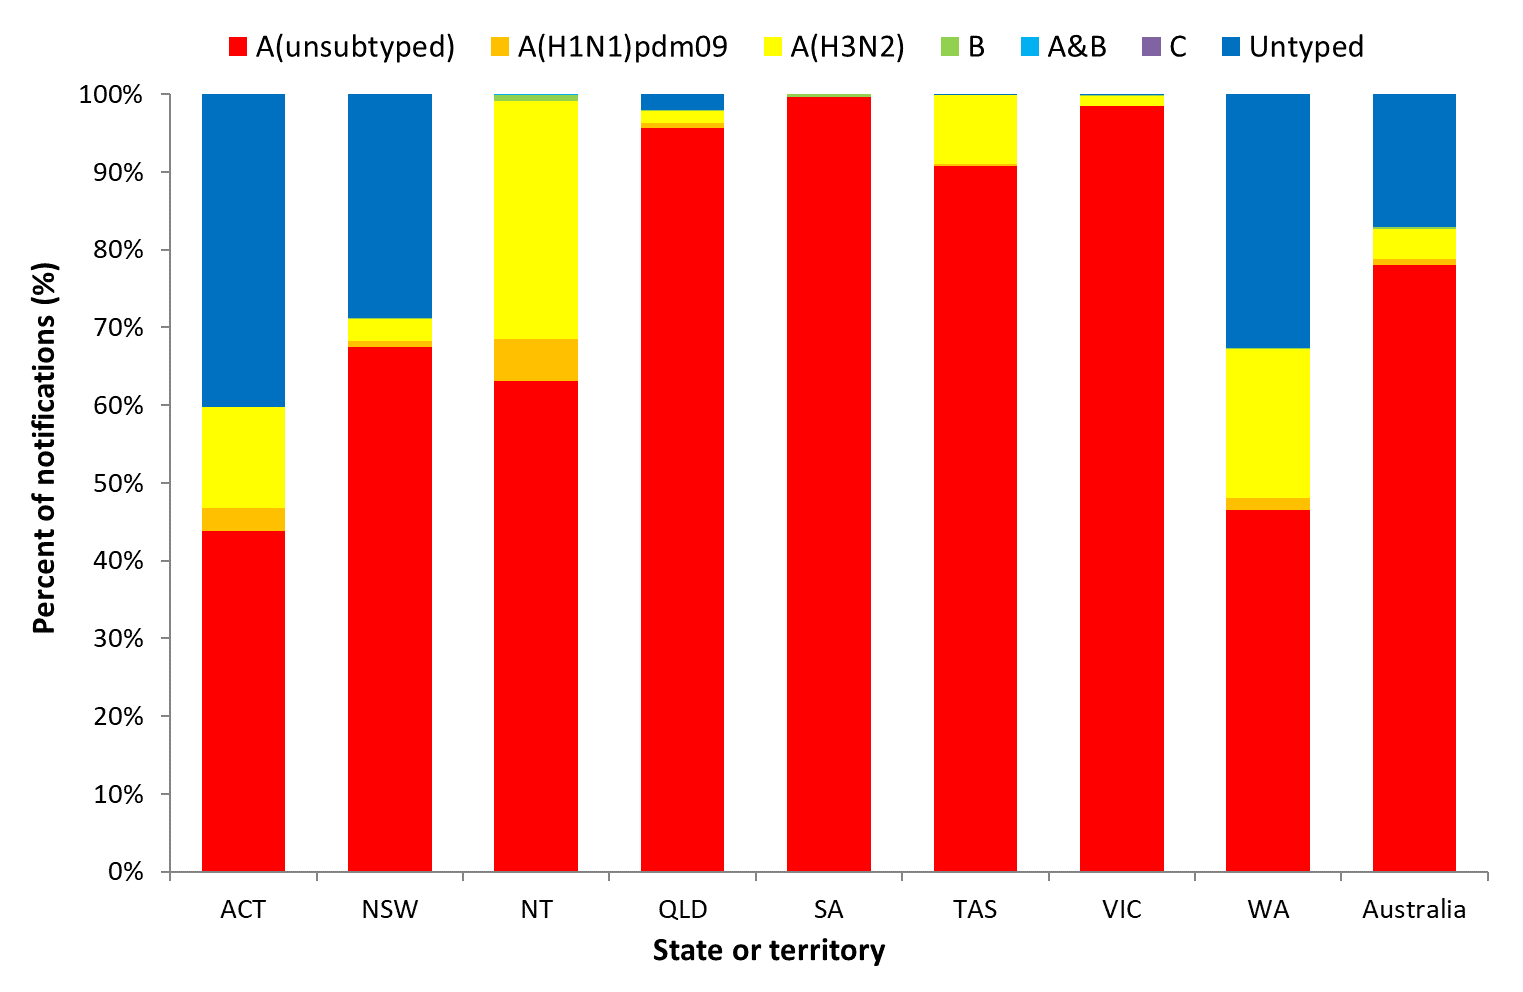 A(unsubtyped) A(H1N1)pdm09 A(H3N2) B A&B C Untyped
100%
90%
80%
70%
60%
50%
40%
30%
20%
10%
0%
Percent of notifications (%)
ACT NSW NT QLD SA TAS VIC WA Australia
State or territory